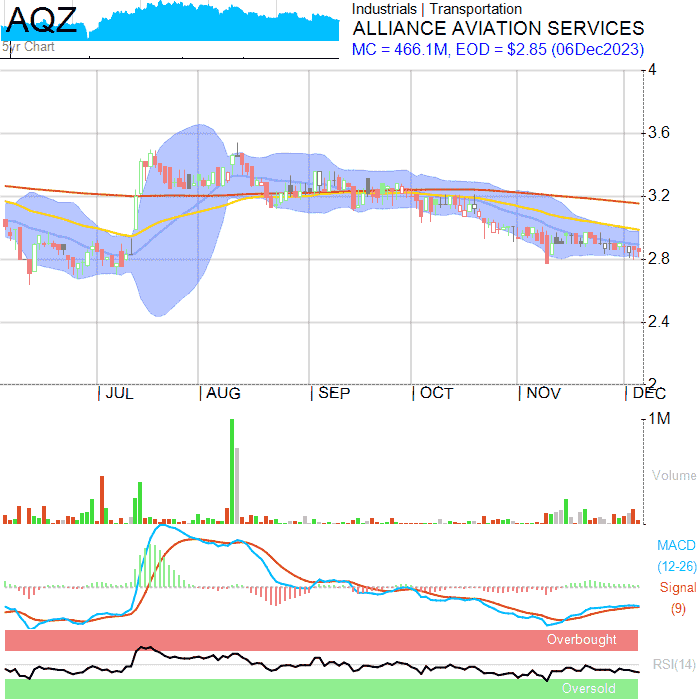 AQZ
5yr Chart
Industrials | Transportation
ALLIANCE AVIATION SERVICES
MC = 466.1M, EOD = $2.85 (06Dec2023)
4
3.6
3.2
2.8
2.4
2
JUL AUG SEP OCT NOV DEC
1M
Volume
MACD
(12-26)
Signal
(9)
Overbought
RSI(14)
Oversold